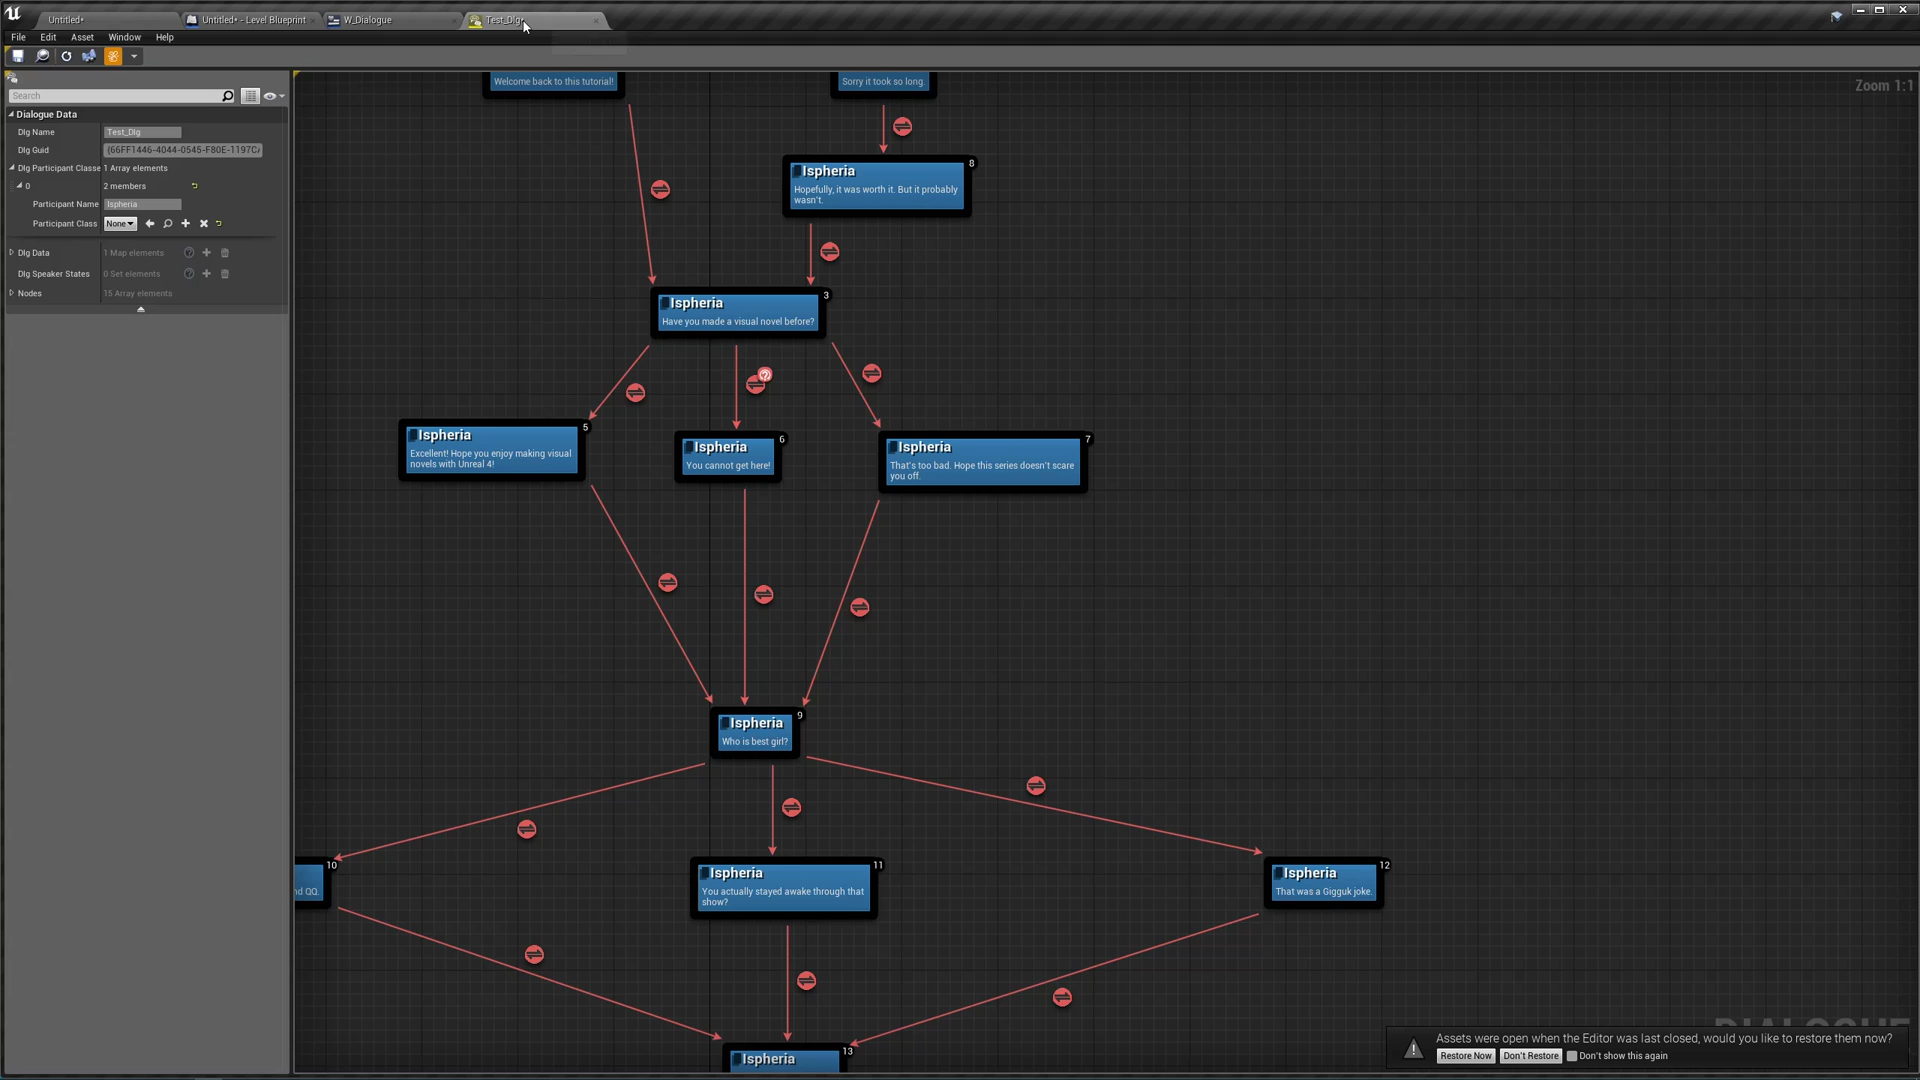 Untitled*
Untitled* - Level Blueprint
W_Dialogue
Test_Dlg*
File
Edit
Asset
Window
Help
Search
Dialogue Data
Dlg Name
Test_Dlg
Dlg Guid
{66FF1446-4044-0545-F80E-1197C
Dlg Participant Classe
1 Array elements
0
2 members
Participant Name
Ispheria
Participant Class
None
Dlg Data
1 Map elements
Dlg Speaker States
0 Set elements
Nodes
15 Array elements
Zoom 1:1
Welcome back to this tutorial!
Sorry it took so long.
8
Ispheria
Hopefully, it was worth it. But it probably
wasn't.
3
Ispheria
Have you made a visual novel before?
5
Ispheria
Excellent! Hope you enjoy making visual
novels with Unreal 4!
6
Ispheria
You cannot get here!
7
Ispheria
That's too bad. Hope this series doesn't scare
you off.
9
Ispheria
Who is best girl?
10
nd QQ.
11
Ispheria
You actually stayed awake through that
show?
12
Ispheria
That was a Gigguk joke.
13
Ispheria
DIALOGUE
Assets were open when the Editor was last closed, would you like to restore them now?
Restore Now
Don't Restore
Don't show this again